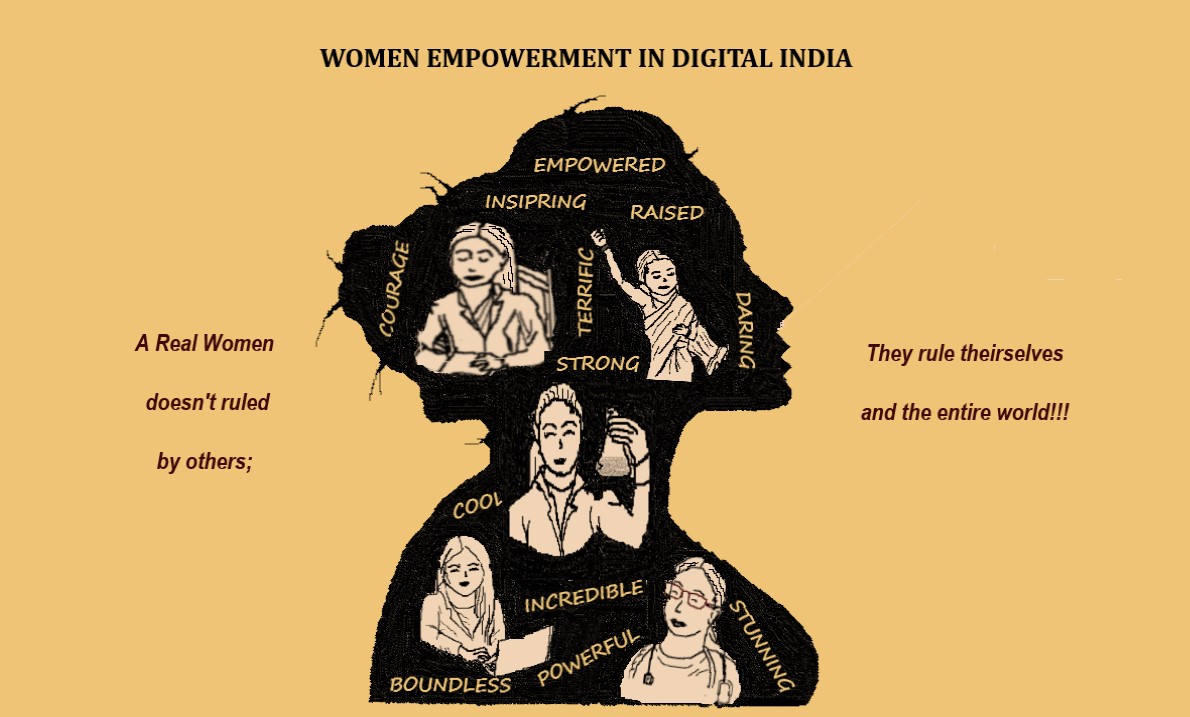 WOMEN EMPOWERMENT IN DIGITAL INDIA
EMPOWERED
INSIPRING
RAISED
COURAGE
TERRIFIC
DARING
STRONG
A Real Women
doesn't ruled
by others;
They rule theirselves
and the entire world!!!
COOL
INCREDIBLE
STUNNING
POWERFUL
BOUNDLESS